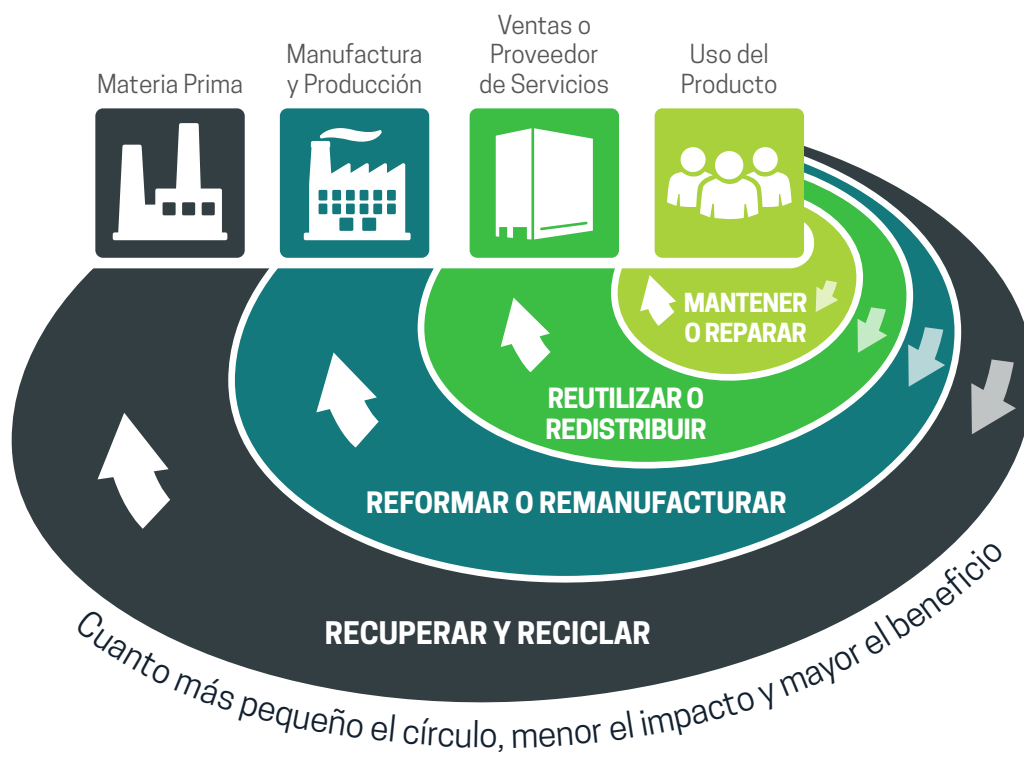 Materia Prima
Manufactura
y Producción
Ventas o
Proveedor
de Servicios
Uso del
Producto
MANTENER
O REPARAR
REUTILIZAR O
REDISTRIBUIR
REFORMAR O REMANUFACTURAR
RECUPERAR Y RECICLAR
Cuanto más pequeño el círculo, menor el impacto y mayor el beneficio